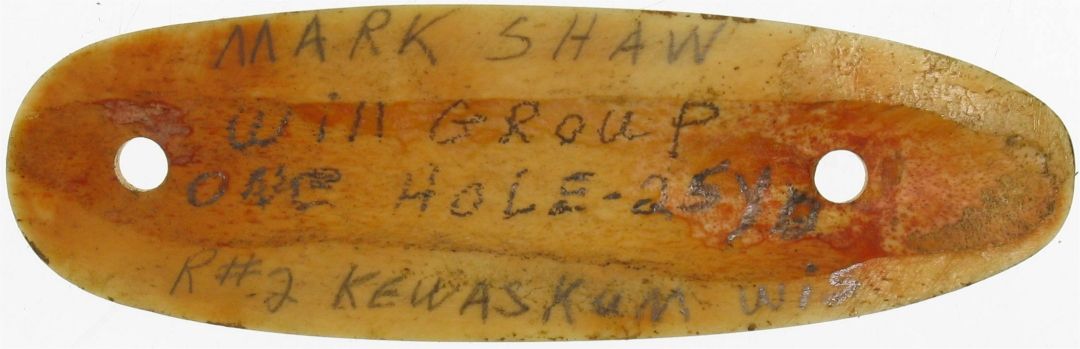 MARK SHAW
Will GROUP
ONE HOLE-25YD
R#2 KEWASKUM Wis